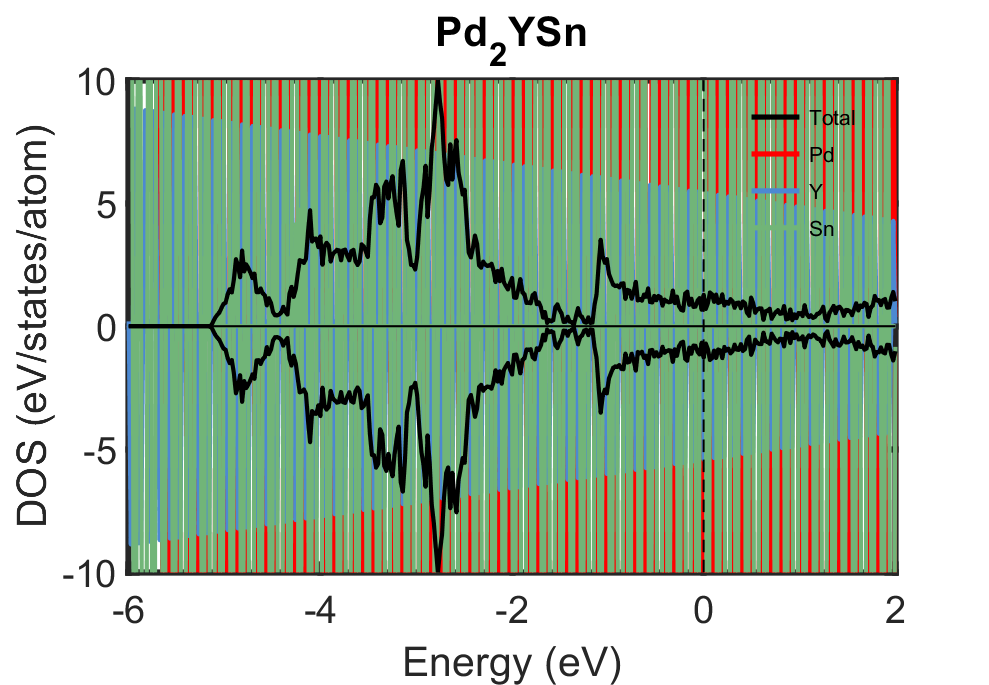 Pd2YSn
DOS (eV/states/atom)
10
5
0
-5
-10
Total
Pd
Y
Sn
-6 -4 -2 0 2
Energy (eV)